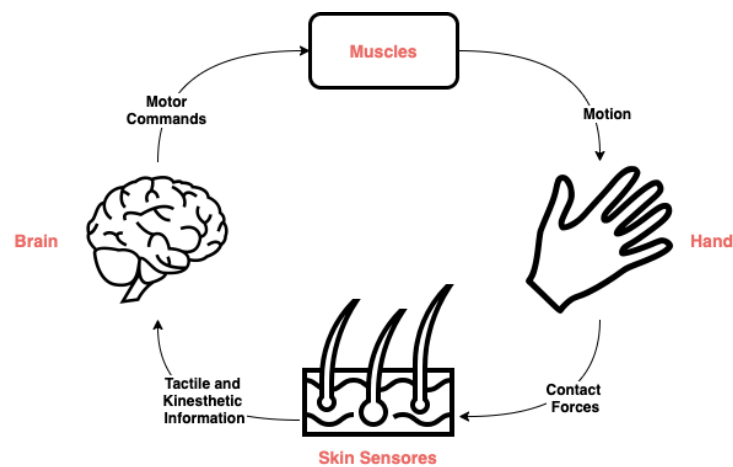 Muscles
Motor
Commands
Motion
Brain
Hand
Tactile and
Kinesthetic
Information
Contact
Forces
Skin Sensores